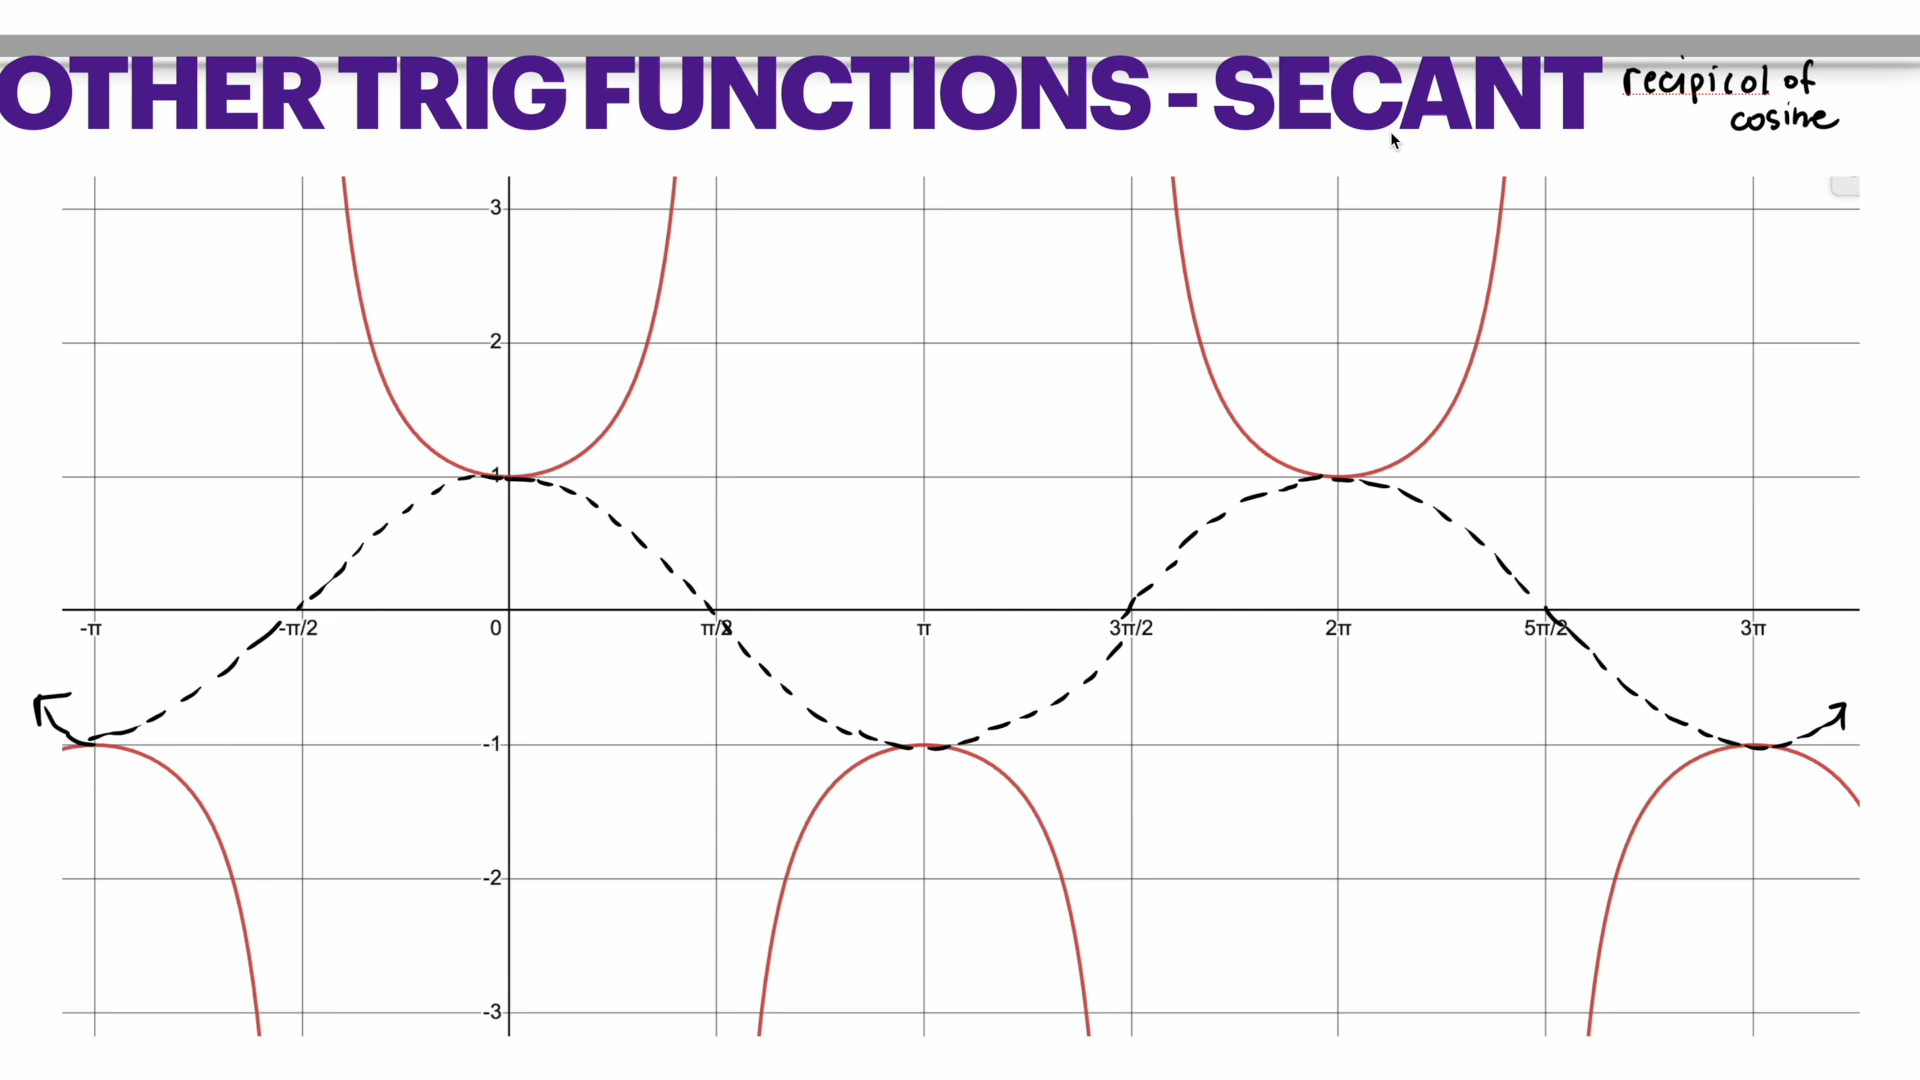 OTHER TRIG FUNCTIONS - SECANT
recipicol of
cosine
3
2
1
-π
-π/2
0
π/2
π
3π/2
2π
5π/2
3π
-1
-2
-3